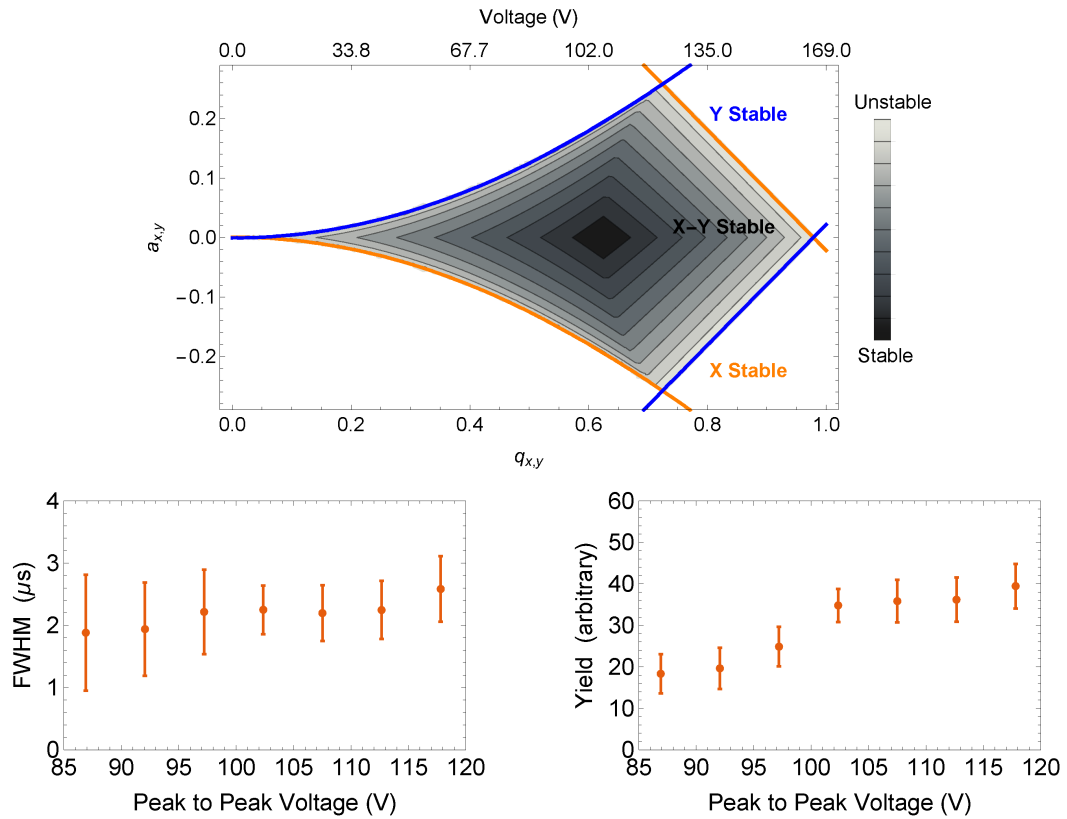 Voltage (V)
0.0 33.8 67.7 102.0 135.0 169.0
Unstable
Y Stable
0.2
0.1
X−Y Stable
0.0
a x,y
−0.1
−0.2
X Stable
Stable
0.0 0.2 0.4 0.6 0.8 1.0
q x,y
4
3
2
1
0
FWHM (μs)
85 90 95 100 105 110 115 120
Peak to Peak Voltage (V)
60
50
40
30
20
10
0
Yield (arbitrary)
85 90 95 100 105 110 115 120
Peak to Peak Voltage (V)